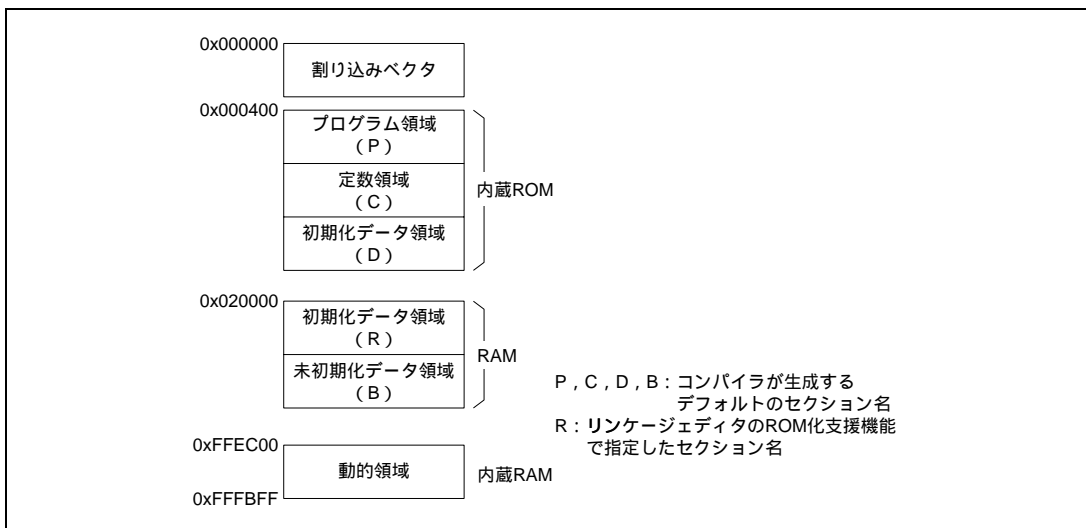 0x000000
割り込みベクタ
0x000400
プログラム領域
（P）
定数領域
（C）
初期化データ領域
（D）
内蔵ROM
0x020000
初期化データ領域
（R）
未初期化データ領域
（B）
RAM
P，C，D，B：コンパイラが生成する
デフォルトのセクション名
R：リンケージエディタのROM化支援機能
で指定したセクション名
0xFFEC00
動的領域
内蔵RAM
0xFFFBFF